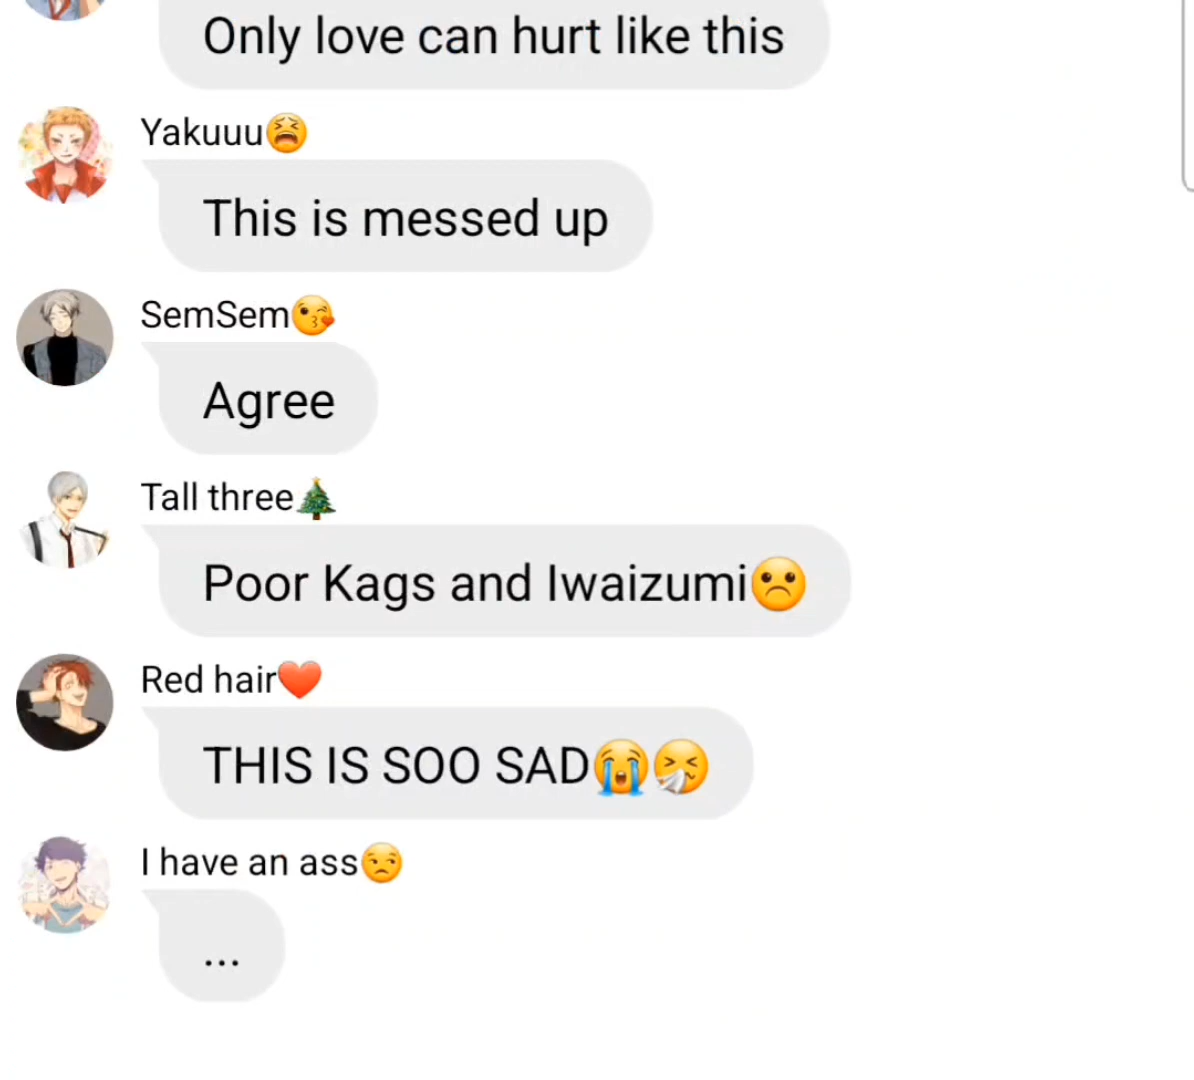 Only love can hurt like this
Yakuuu😫
This is messed up
SemSem😘
Agree
Tall three🎄
Poor Kags and Iwaizumi🙁
Red hair❤️
THIS IS SOO SAD😭🤧
I have an ass😒
...